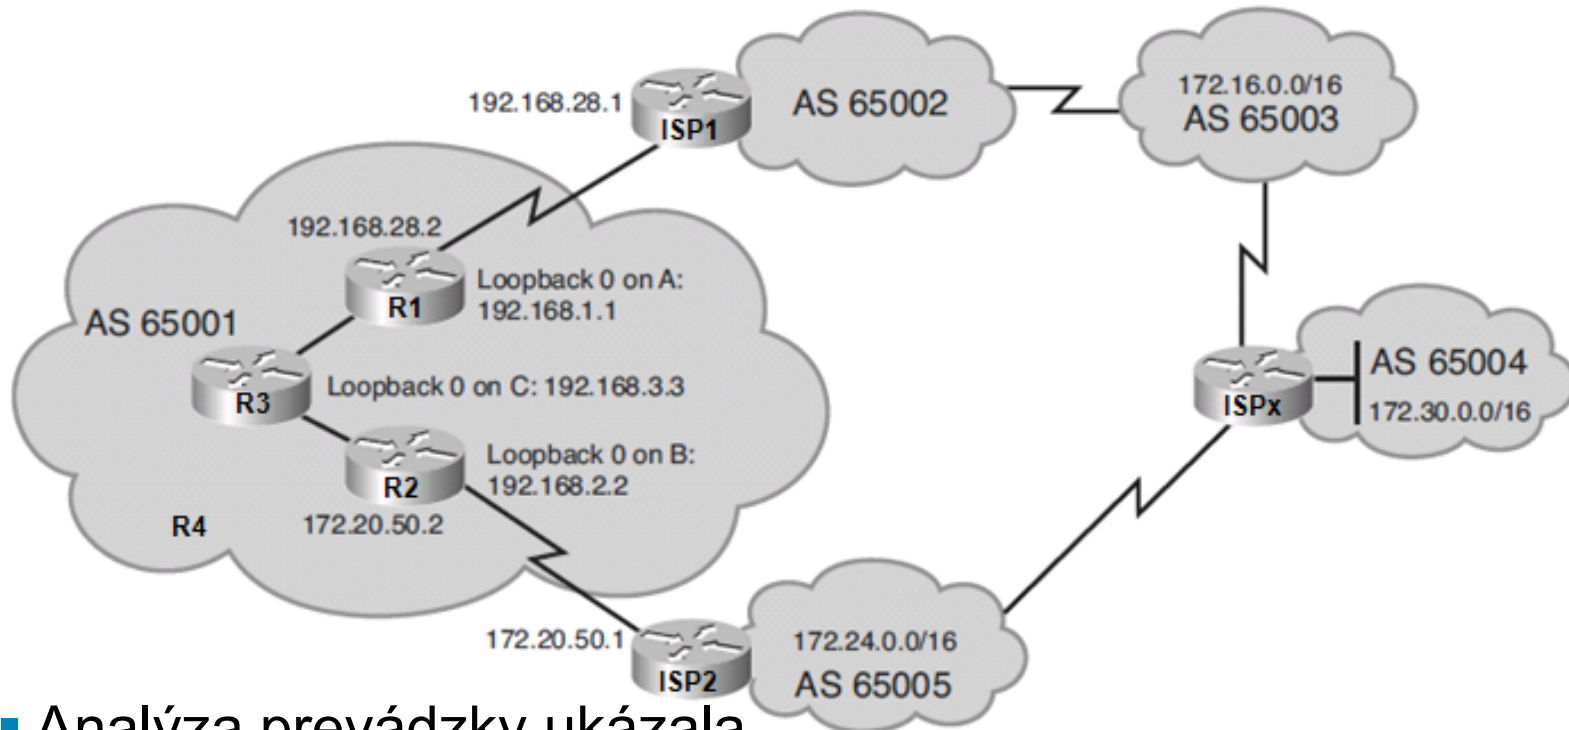 192.168.28.1
ISP1
AS 65002
172.16.0.0/16
AS 65003
192.168.28.2
R1
Loopback 0 on A:
192.168.1.1
AS 65001
R3
Loopback 0 on C: 192.168.3.3
R2
Loopback 0 on B:
192.168.2.2
R4
172.20.50.2
ISPx
AS 65004
172.30.0.0/16
172.20.50.1
ISP2
172.24.0.0/16
AS 65005
Analýza prevádzky ukázala